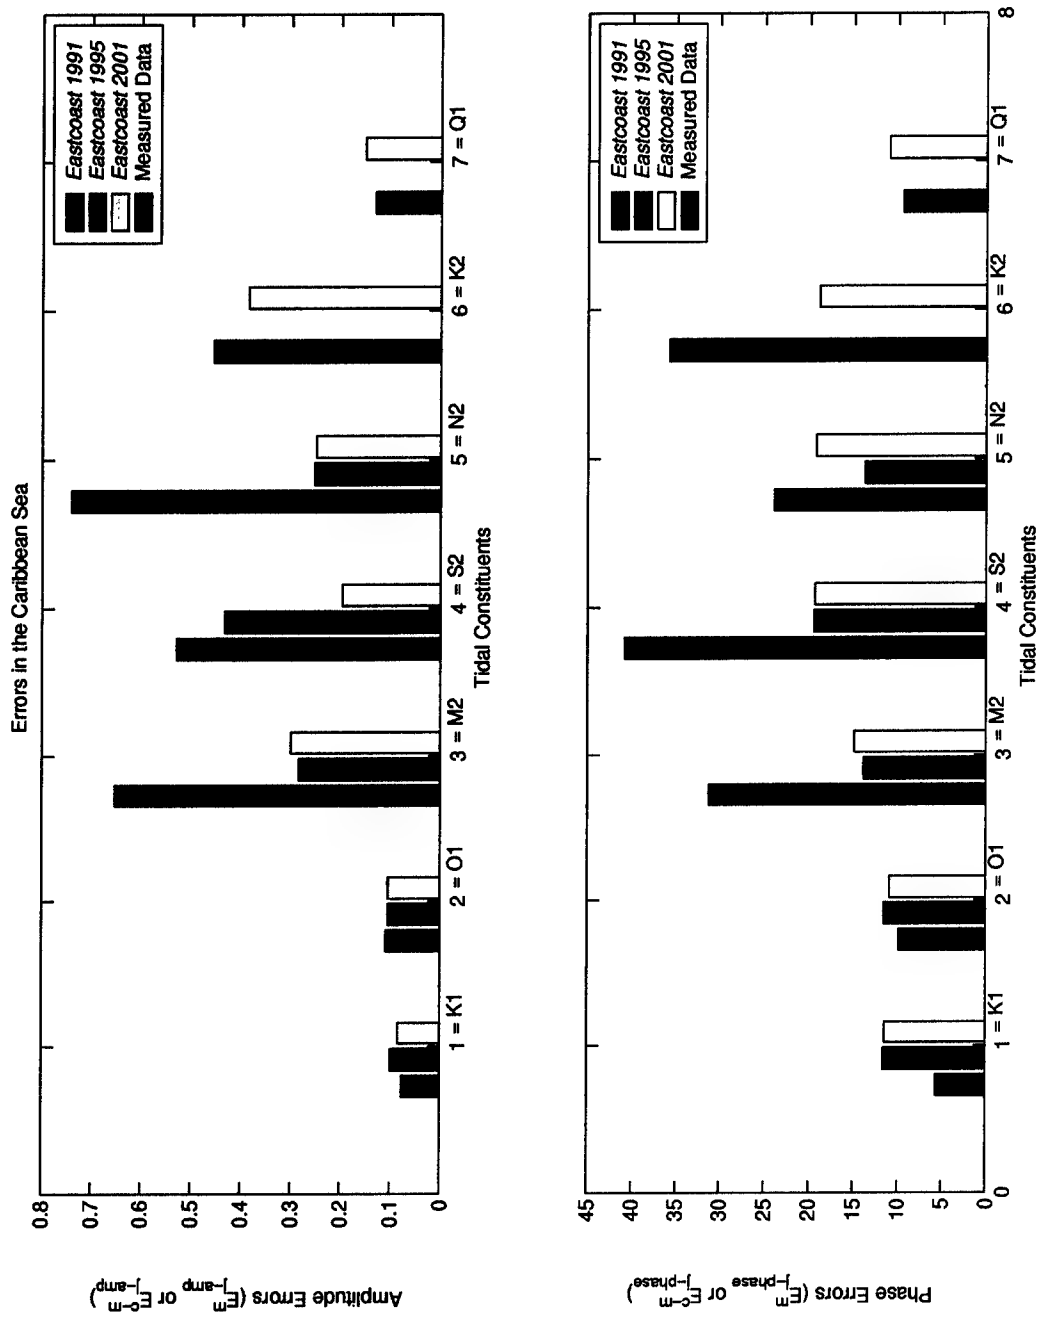 Errors in the Caribbean Sea
Amplitude Errors (E^m_j-amp or E^c-m_j-amp)
0.8
0.7
0.6
0.5
0.4
0.3
0.2
0.1
0
Eastcoast 1991
Eastcoast 1995
Eastcoast 2001
Measured Data
1 = K1
2 = O1
3 = M2
4 = S2
5 = N2
6 = K2
7 = Q1
Tidal Constituents
Phase Errors (E^m_j-phase or E^c-m_j-phase)
45
40
35
30
25
20
15
10
5
0
Eastcoast 1991
Eastcoast 1995
Eastcoast 2001
Measured Data
0
1 = K1
2 = O1
3 = M2
4 = S2
5 = N2
6 = K2
7 = Q1
8
Tidal Constituents